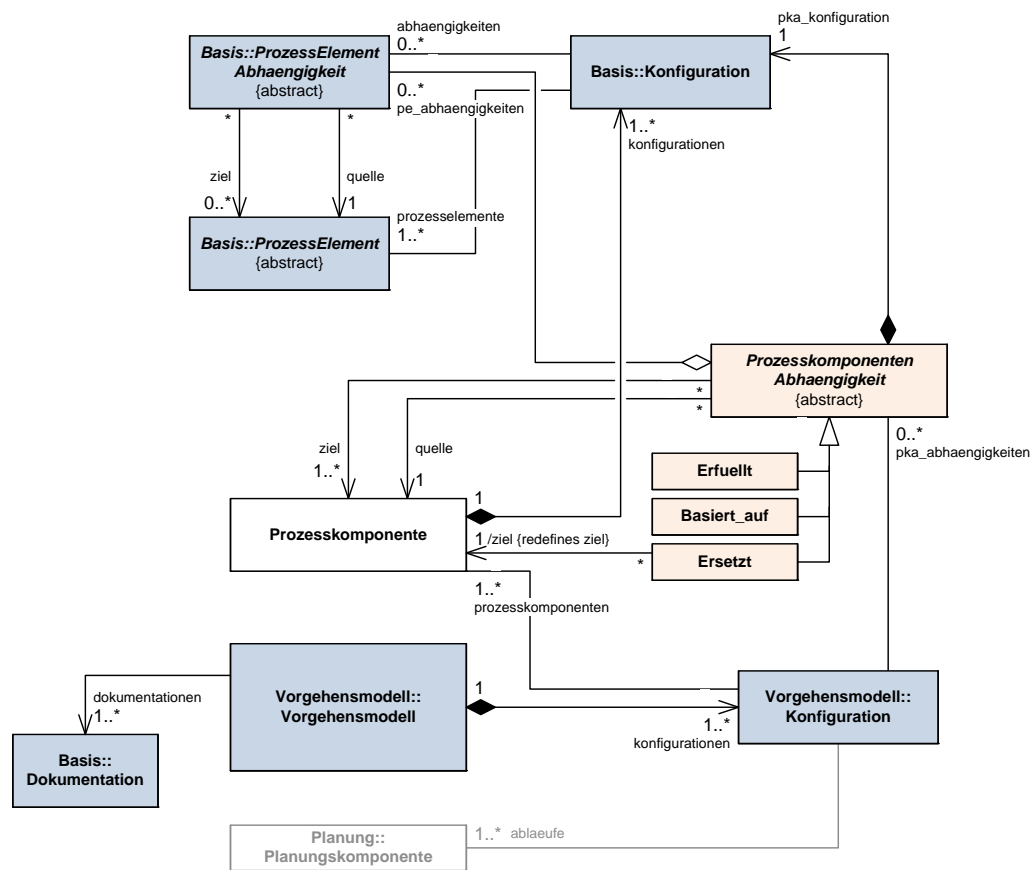 abhaengigkeiten
0..*
pka_konfiguration
1
Basis::ProzessElement
Abhaengigkeit
{abstract}
Basis::Konfiguration
0..*
pe_abhaengigkeiten
*
*
1..*
konfigurationen
ziel
quelle
0..*
1
prozesselemente
1..*
Basis::ProzessElement
{abstract}
Prozesskomponenten
Abhaengigkeit
{abstract}
*
*
ziel
quelle
1..*
1
0..*
pka_abhaengigkeiten
Erfuellt
Basiert_auf
Ersetzt
Prozesskomponente
1
1
/ziel {redefines ziel}
*
1..*
prozesskomponenten
Vorgehensmodell::
Vorgehensmodell
1
1..*
konfigurationen
Vorgehensmodell::
Konfiguration
dokumentationen
1..*
Basis::
Dokumentation
Planung::
Planungskomponente
1..* ablaeufe